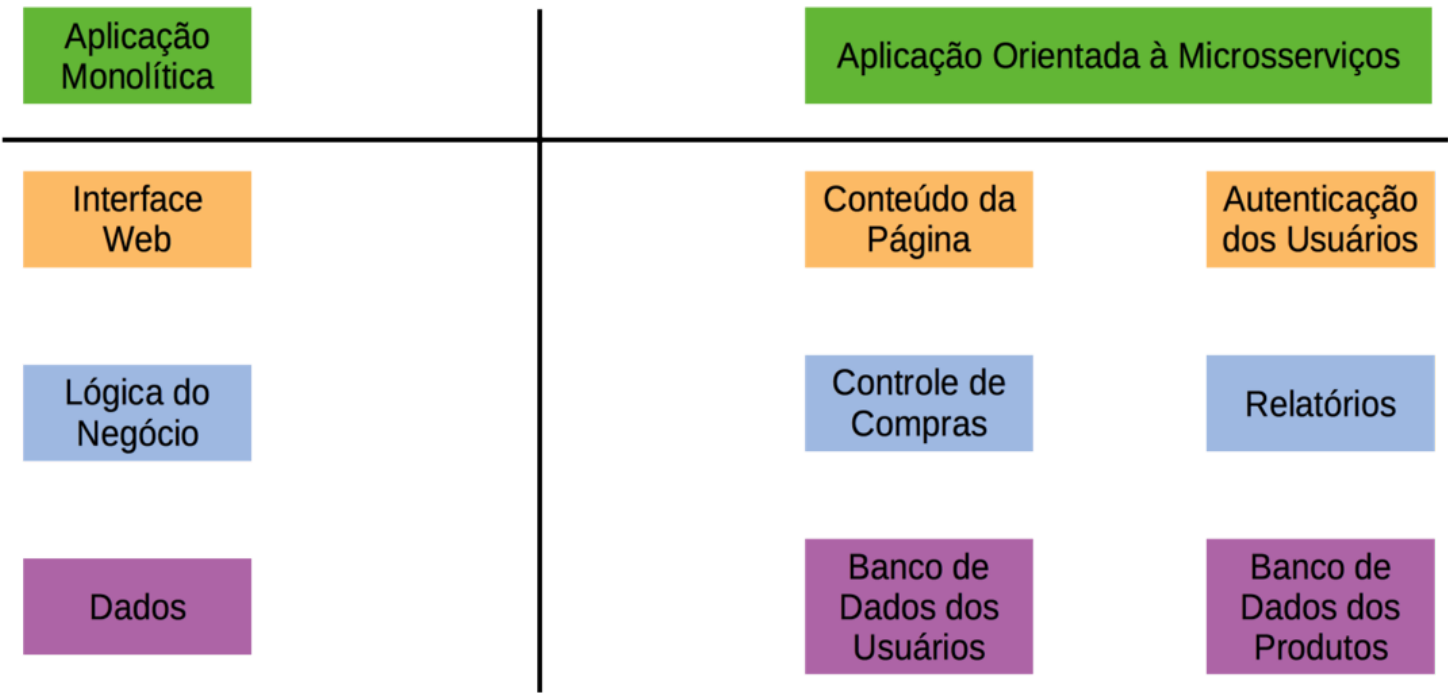 Aplicação
Monolítica
Aplicação Orientada à Microsserviços
Interface
Web
Conteúdo da
Página
Autenticação
dos Usuários
Lógica do
Negócio
Controle de
Compras
Relatórios
Dados
Banco de
Dados dos
Usuários
Banco de
Dados dos
Produtos